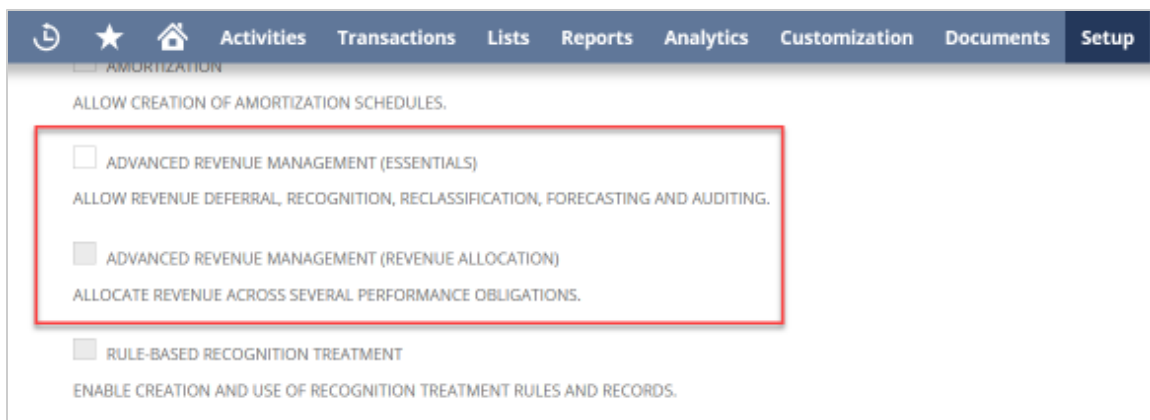 Activities Transactions Lists Reports Analytics Customization Documents Setup
AMORTIZATION
ALLOW CREATION OF AMORTIZATION SCHEDULES.
ADVANCED REVENUE MANAGEMENT (ESSENTIALS)
ALLOW REVENUE DEFERRAL, RECOGNITION, RECLASSIFICATION, FORECASTING AND AUDITING.
ADVANCED REVENUE MANAGEMENT (REVENUE ALLOCATION)
ALLOCATE REVENUE ACROSS SEVERAL PERFORMANCE OBLIGATIONS.
RULE-BASED RECOGNITION TREATMENT
ENABLE CREATION AND USE OF RECOGNITION TREATMENT RULES AND RECORDS.